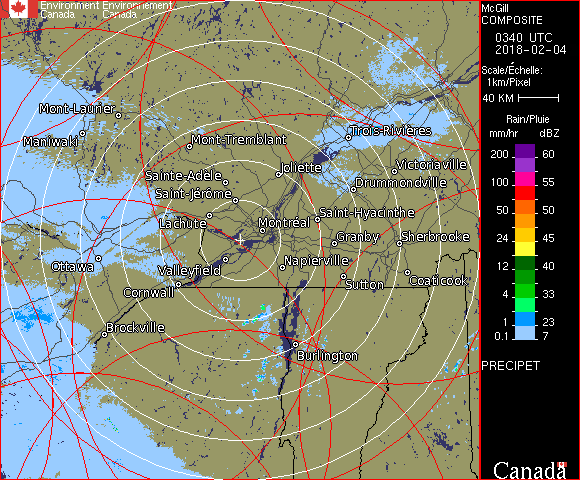 Environment Environnement
Canada Canada
McGill
COMPOSITE
0340 UTC
2018-02-04
Scale/Échelle:
1km/Pixel
40 KM
Rain/Pluie
mm/hr dBZ
200 60
150 55
100 55
50 50
24 45
12 40
4 33
1 23
0.1 7
PRECIPET
Canada
Mont-Laurier
Maniwaki
Mont-Tremblant
Trois-Rivières
Joliette
Victoriaville
Sainte-Adèle
Drummondville
Saint-Jérôme
Saint-Hyacinthe
Lachute
Montréal
Granby
Sherbrooke
Ottawa
Valleyfield
Napierville
Sutton
Coaticook
Cornwall
Brockville
Burlington